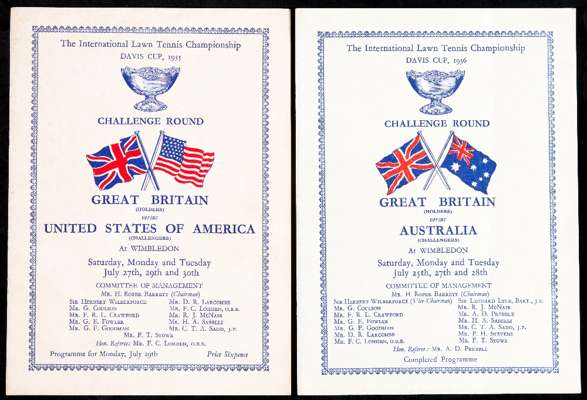 The International Lawn Tennis Championship
DAVIS CUP, 1935
CHALLENGE ROUND
GREAT BRITAIN
(HOLDERS)
versus
UNITED STATES OF AMERICA
(CHALLENGERS)
At WIMBLEDON
Saturday, Monday and Tuesday
July 27th, 29th and 30th
COMMITTEE OF MANAGEMENT
Mr. H. Roper Barrett (Chairman)
Sir Herbert Wilberforce Mr. D. R. Larcombe
Mr. G. Coulson Mr. F. C. Lohden, O.B.E.
Mr. F. R. L. Crawford Mr. R. J. McNair
Mr. G. E. Fowler Mr. H. A. Sabelli
Mr. G. F. Goodman Mr. C. T. A. Sadd, J.P.
Mr. F. T. Stowe
Hon. Referee: Mr. F. C. Lohden, O.B.E.
Programme for Monday, July 29th Price Sixpence
The International Lawn Tennis Championship
DAVIS CUP, 1936
CHALLENGE ROUND
GREAT BRITAIN
(HOLDERS)
versus
AUSTRALIA
(CHALLENGERS)
At WIMBLEDON
Saturday, Monday and Tuesday
July 25th, 27th and 28th
COMMITTEE OF MANAGEMENT
Mr. H. Roper Barrett (Chairman)
Sir Herbert Wilberforce (Vice-Chairman) Sir Leonard Lyle, Bart., J.P.
Mr. G. Coulson Mr. R. J. McNair
Mr. F. R. L. Crawford Mr. A. D. Prebble
Mr. G. E. Fowler Mr. H. A. Sabelli
Mr. G. F. Goodman Mr. C. T. A. Sadd, J.P.
Mr. D. R. Larcombe Mr. F. H. Stevens
Mr. F. C. Lohden, O.B.E. Mr. F. T. Stowe
Hon. Referee: Mr. A. D. Prebble
Completed Programme